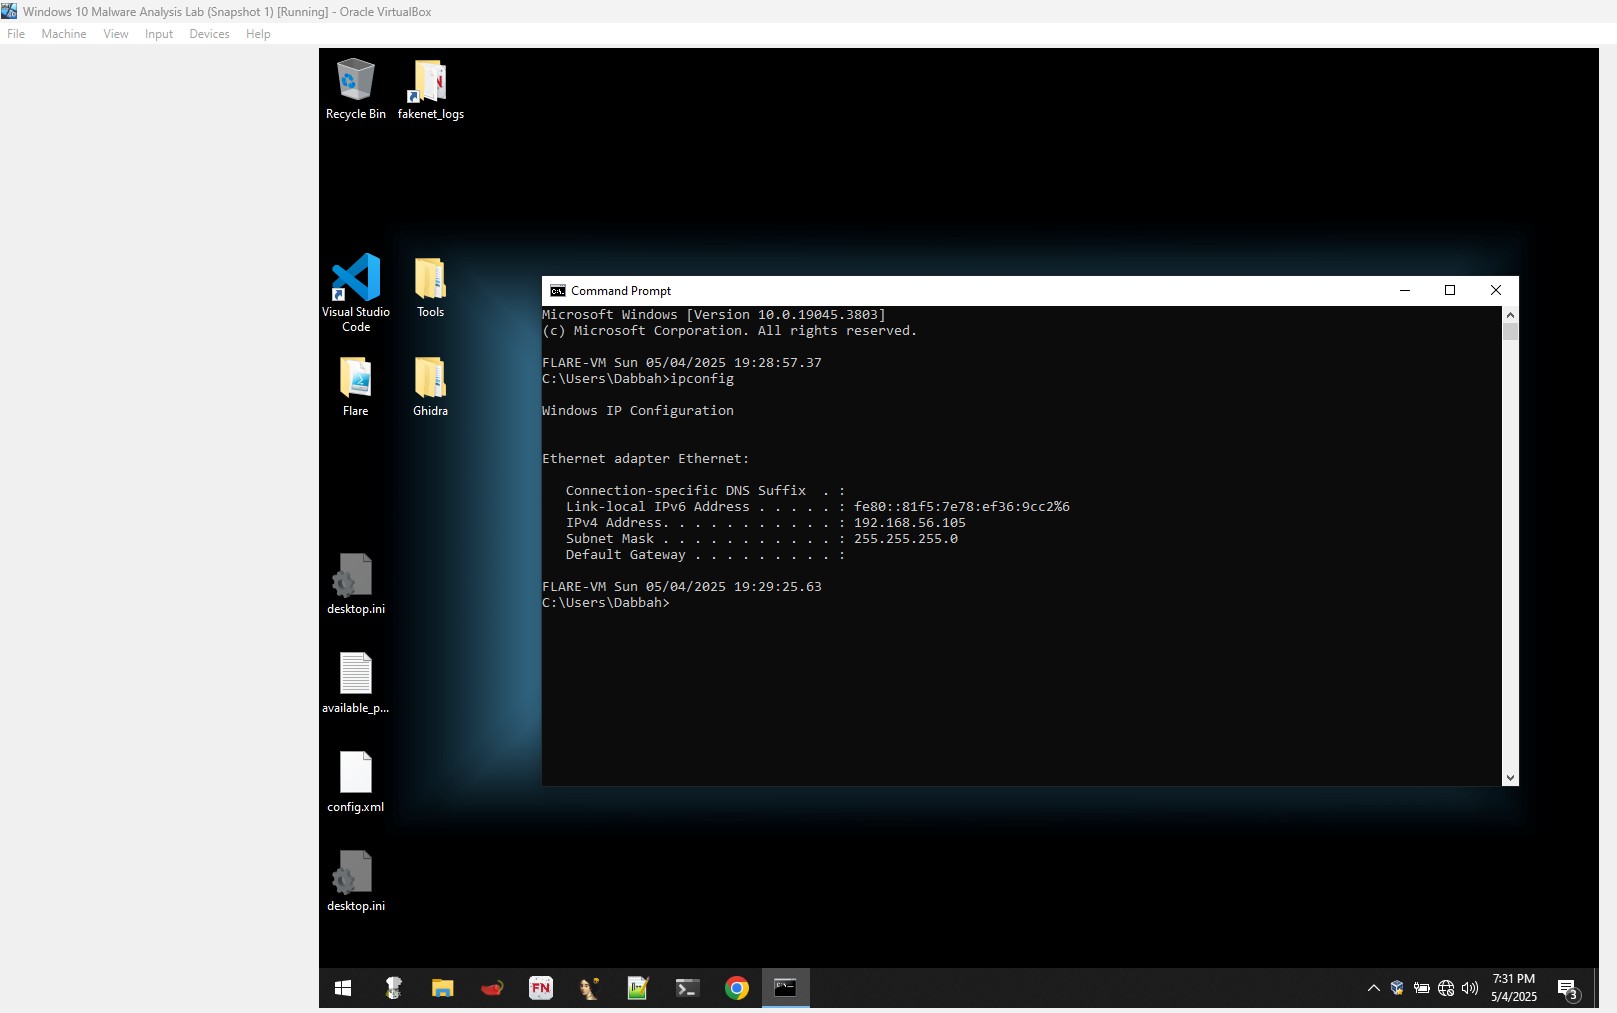 Windows 10 Malware Analysis Lab (Snapshot 1) [Running] - Oracle VirtualBox
File Machine View Input Devices Help
Recycle Bin
fakenet_logs
Visual Studio
Code
Tools
Flare
Ghidra
desktop.ini
available_p...
config.xml
desktop.ini
Command Prompt
Microsoft Windows [Version 10.0.19045.3803]
(c) Microsoft Corporation. All rights reserved.
FLARE-VM Sun 05/04/2025 19:28:57.37
C:\Users\Dabbah>ipconfig
Windows IP Configuration
Ethernet adapter Ethernet:
Connection-specific DNS Suffix  . :
Link-local IPv6 Address . . . . . : fe80::81f5:7e78:ef36:9cc2%6
IPv4 Address. . . . . . . . . . . : 192.168.56.105
Subnet Mask . . . . . . . . . . . : 255.255.255.0
Default Gateway . . . . . . . . . :
FLARE-VM Sun 05/04/2025 19:29:25.63
C:\Users\Dabbah>
FN
7:31 PM
5/4/2025
3